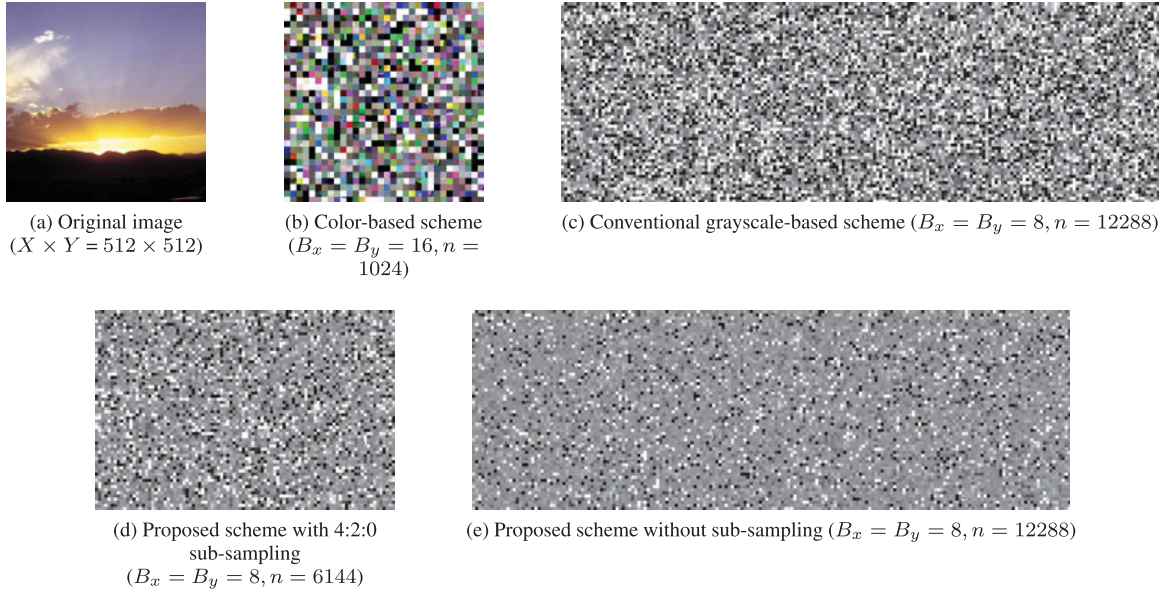 (a) Original image
(X × Y = 512 × 512)
(b) Color-based scheme
(B_x = B_y = 16, n =
1024)
(c) Conventional grayscale-based scheme (B_x = B_y = 8, n = 12288)
(d) Proposed scheme with 4:2:0
sub-sampling
(B_x = B_y = 8, n = 6144)
(e) Proposed scheme without sub-sampling (B_x = B_y = 8, n = 12288)